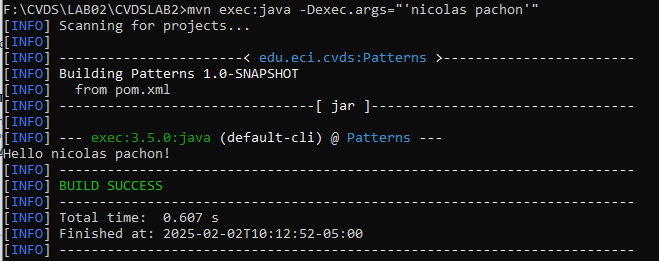 F:\CVDS\LAB02\CVDSLAB2>mvn exec:java -Dexec.args="'nicolas pachon'"
[INFO] Scanning for projects...
[INFO]
[INFO] -----------------------< edu.eci.cvds:Patterns >------------------------
[INFO] Building Patterns 1.0-SNAPSHOT
[INFO]   from pom.xml
[INFO] --------------------------------[ jar ]---------------------------------
[INFO]
[INFO] --- exec:3.5.0:java (default-cli) @ Patterns ---
Hello nicolas pachon!
[INFO] ------------------------------------------------------------------------
[INFO] BUILD SUCCESS
[INFO] ------------------------------------------------------------------------
[INFO] Total time:  0.607 s
[INFO] Finished at: 2025-02-02T10:12:52-05:00
[INFO] ------------------------------------------------------------------------